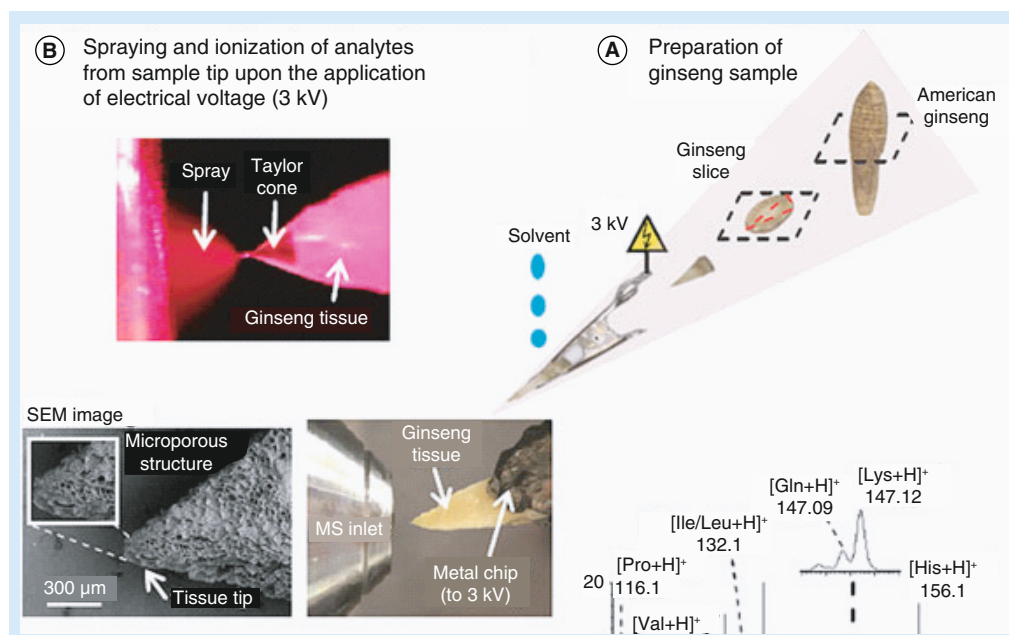 B Spraying and ionization of analytes
from sample tip upon the application
of electrical voltage (3 kV)
Spray
Taylor
cone
Ginseng tissue
A Preparation of
ginseng sample
American
ginseng
Ginseng
slice
3 kV
Solvent
SEM image
Microporous
structure
300 µm
Tissue tip
Ginseng
tissue
MS inlet
Metal chip
(to 3 kV)
[Gln+H]⁺
147.09
[Lys+H]⁺
147.12
[Ile/Leu+H]⁺
132.1
20
[Pro+H]⁺
116.1
[His+H]⁺
156.1
[Val+H]⁺